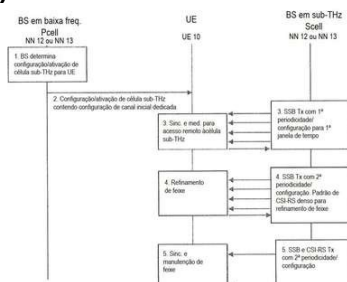 BS em baixa freq.
Pcell
NN 12 ou NN 13
UE
UE 10
BS em sub-THz
Scell
NN 12 ou NN 13
1. BS determina
configuração/ativação de
célula sub-THz para UE
2. Configuração/ativação de célula sub-THz
contendo configuração de canal inicial dedicada
3. Sinc. e med. para
acesso remoto àcélula
sub-THz
3. SSB Tx com 1ª
periodicidade/
configuração para 1ª
janela de tempo
4. Refinamento
de feixe
4. SSB Tx com 2ª
periodicidade/
configuração. Padrão de
CSI-RS denso para
refinamento de feixe
5. Sinc. e
manutenção de
feixe
5. SSB e CSI-RS Tx
com 2ª periodicidade/
configuração